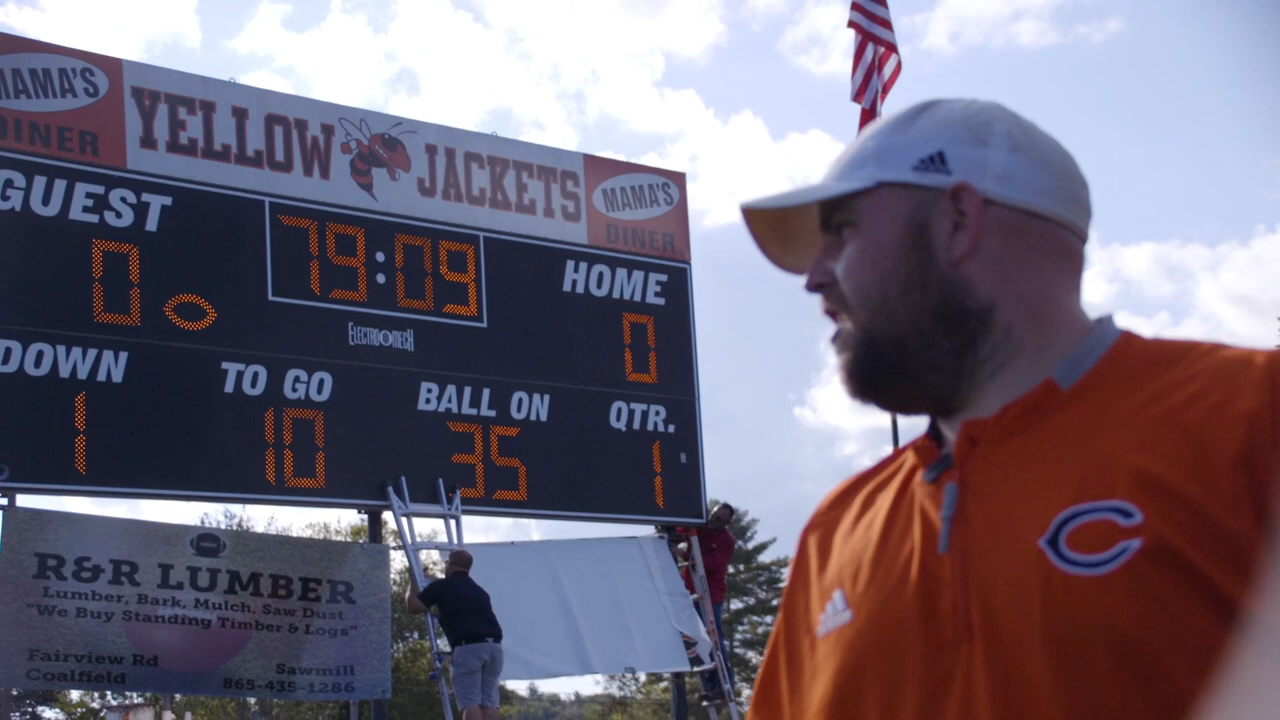 MAMA'S
DINER
YELLOW JACKETS
MAMA'S
DINER
GUEST
79:09
HOME
0
0
ELECTRO-MECH
DOWN
TO GO
BALL ON
QTR.
1
10
35
1
R&R LUMBER
Lumber, Bark, Mulch, Saw Dust
"We Buy Standing Timber & Logs"
Fairview Rd
Coalfield
Sawmill
865-435-1286
C